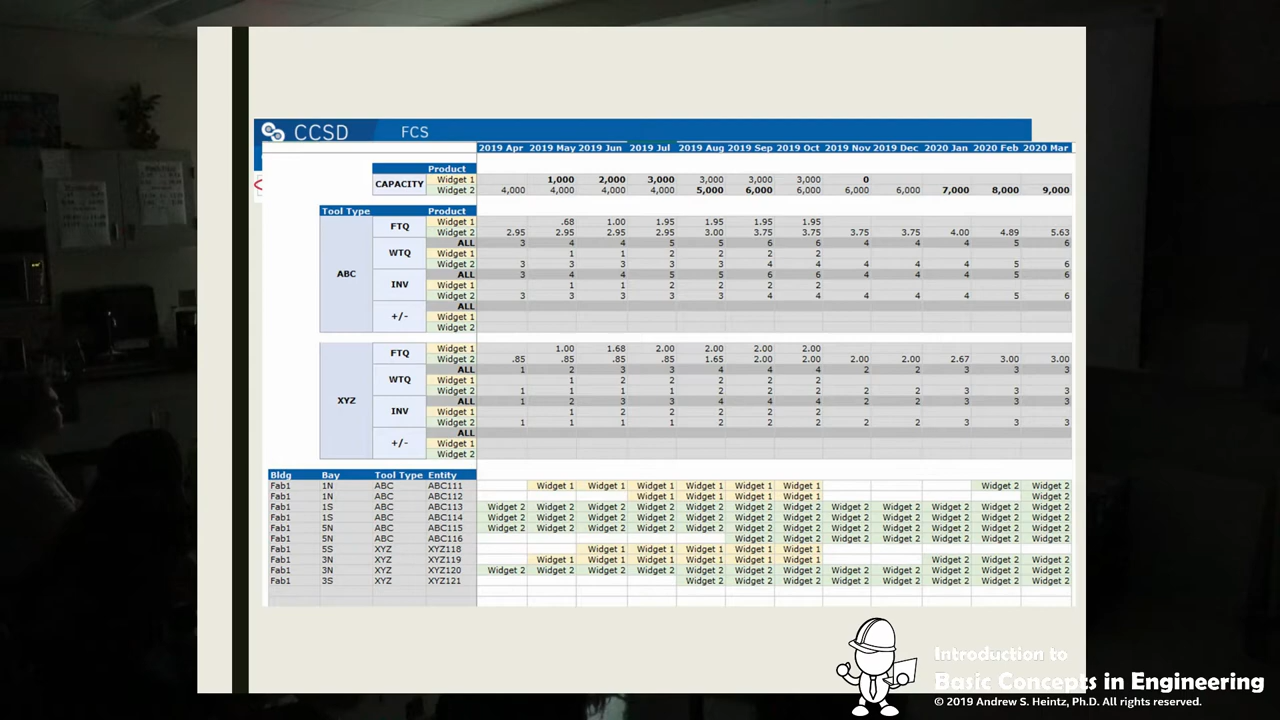 CCSD FCS
2019 Apr 2019 May 2019 Jun 2019 Jul 2019 Aug 2019 Sep 2019 Oct 2019 Nov 2019 Dec 2020 Jan 2020 Feb 2020 Mar
Product
CAPACITY
Widget 1 1,000 2,000 3,000 3,000 3,000 3,000 0
Widget 2 4,000 4,000 4,000 4,000 5,000 6,000 6,000 6,000 6,000 7,000 8,000 9,000
Tool Type Product
ABC
FTQ
Widget 1 .68 1.00 1.95 1.95 1.95 1.95
Widget 2 2.95 2.95 2.95 2.95 3.00 3.75 3.75 3.75 3.75 4.00 4.89 5.63
WTQ
ALL 3 4 4 5 5 6 6 4 4 4 5 6
Widget 1 1 1 2 2 2 2
Widget 2 3 3 3 3 3 4 4 4 4 4 5 6
INV
ALL 3 4 4 5 5 6 6 4 4 4 5 6
Widget 1 1 1 2 2 2 2
Widget 2 3 3 3 3 3 4 4 4 4 4 5 6
+/-
ALL
Widget 1
Widget 2
XYZ
FTQ
Widget 1 1.00 1.68 2.00 2.00 2.00 2.00
Widget 2 .85 .85 .85 .85 1.65 2.00 2.00 2.00 2.00 2.67 3.00 3.00
WTQ
ALL 1 2 3 3 4 4 4 2 2 3 3 3
Widget 1 1 2 2 2 2 2
Widget 2 1 1 1 1 2 2 2 2 2 3 3 3
INV
ALL 1 2 3 3 4 4 4 2 2 3 3 3
Widget 1 1 2 2 2 2 2
Widget 2 1 1 1 1 2 2 2 2 2 3 3 3
+/-
ALL
Widget 1
Widget 2
Bldg Bay Tool Type Entity
Fab1 1N ABC ABC111 Widget 1 Widget 1 Widget 1 Widget 1 Widget 1 Widget 1 Widget 2 Widget 2
Fab1 1N ABC ABC112 Widget 1 Widget 1 Widget 1 Widget 1 Widget 2
Fab1 1S ABC ABC113 Widget 2 Widget 2 Widget 2 Widget 2 Widget 2 Widget 2 Widget 2 Widget 2 Widget 2 Widget 2 Widget 2 Widget 2
Fab1 1S ABC ABC114 Widget 2 Widget 2 Widget 2 Widget 2 Widget 2 Widget 2 Widget 2 Widget 2 Widget 2 Widget 2 Widget 2 Widget 2
Fab1 5N ABC ABC115 Widget 2 Widget 2 Widget 2 Widget 2 Widget 2 Widget 2 Widget 2 Widget 2 Widget 2 Widget 2 Widget 2 Widget 2
Fab1 5N ABC ABC116 Widget 2 Widget 2 Widget 2 Widget 2 Widget 2 Widget 2 Widget 2
Fab1 5S XYZ XYZ118 Widget 1 Widget 1 Widget 1 Widget 1 Widget 1
Fab1 3N XYZ XYZ119 Widget 1 Widget 1 Widget 1 Widget 1 Widget 1 Widget 1 Widget 2 Widget 2 Widget 2
Fab1 3N XYZ XYZ120 Widget 2 Widget 2 Widget 2 Widget 2 Widget 2 Widget 2 Widget 2 Widget 2 Widget 2 Widget 2 Widget 2 Widget 2
Fab1 3S XYZ XYZ121 Widget 2 Widget 2 Widget 2 Widget 2 Widget 2 Widget 2 Widget 2 Widget 2
Introduction to
Basic Concepts in Engineering
© 2019 Andrew S. Heintz, Ph.D. All rights reserved.